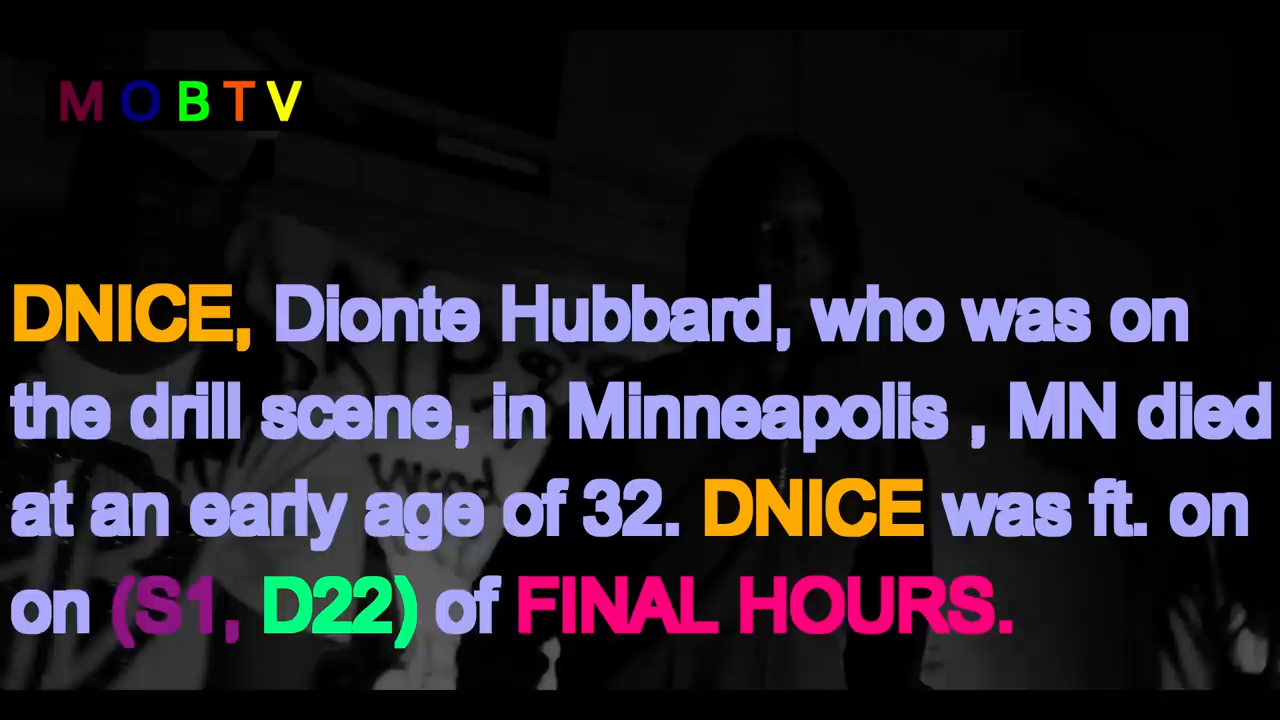 M O B T V
DNICE, Dionte Hubbard, who was on
the drill scene, in Minneapolis , MN died
at an early age of 32. DNICE was ft. on
on (S1, D22) of FINAL HOURS.
R.I.P
Wead